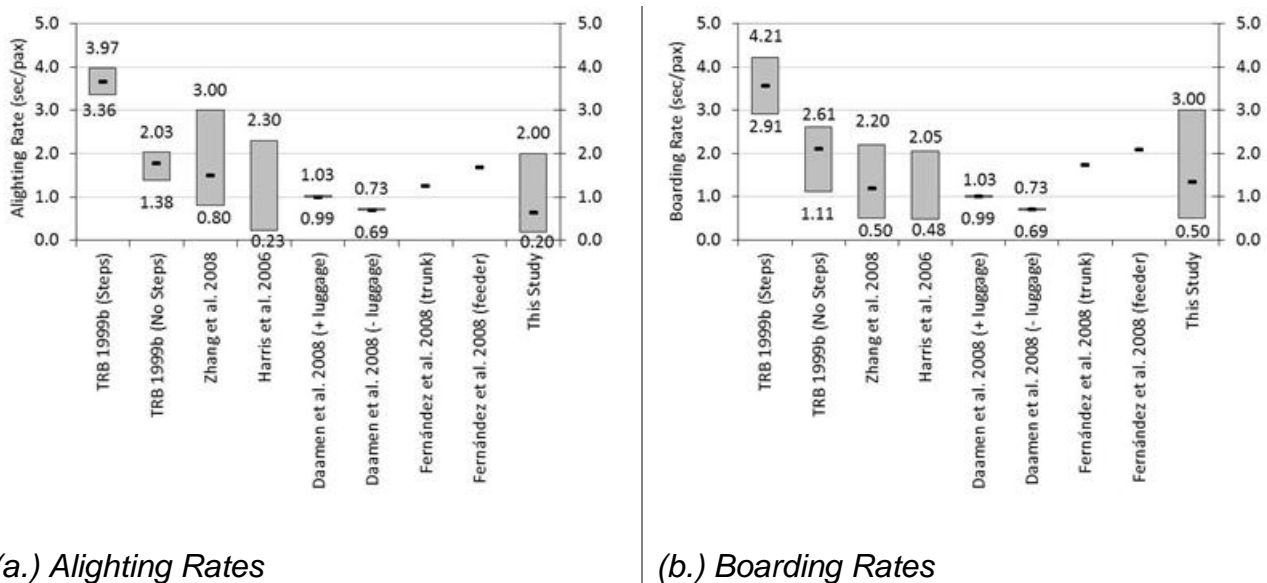 5.0
4.0
3.0
2.0
1.0
0.0
Alighting Rate (sec/pax)
3.97
3.36
2.03
1.38
3.00
0.80
2.30
0.23
1.03
0.99
0.73
0.69
2.00
0.20
5.0
4.0
3.0
2.0
1.0
0.0
TRB 1999b (Steps)
TRB 1999b (No Steps)
Zhang et al. 2008
Harris et al. 2006
Daamen et al. 2008 (+ luggage)
Daamen et al. 2008 (- luggage)
Fernández et al. 2008 (trunk)
Fernández et al. 2008 (feeder)
This Study
(a.) Alighting Rates
5.0
4.0
3.0
2.0
1.0
0.0
Boarding Rate (sec/pax)
4.21
2.91
2.61
1.11
2.20
0.50
2.05
0.48
1.03
0.99
0.73
0.69
3.00
0.50
5.0
4.0
3.0
2.0
1.0
0.0
TRB 1999b (Steps)
TRB 1999b (No Steps)
Zhang et al. 2008
Harris et al. 2006
Daamen et al. 2008 (+ luggage)
Daamen et al. 2008 (- luggage)
Fernández et al. 2008 (trunk)
Fernández et al. 2008 (feeder)
This Study
(b.) Boarding Rates